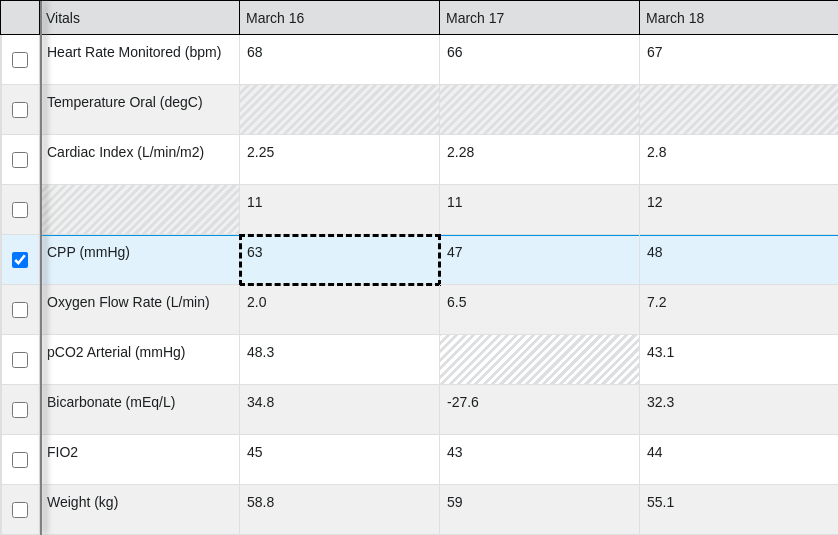 Vitals March 16 March 17 March 18
Heart Rate Monitored (bpm) 68 66 67
Temperature Oral (degC)
Cardiac Index (L/min/m2) 2.25 2.28 2.8
11 11 12
CPP (mmHg) 63 47 48
Oxygen Flow Rate (L/min) 2.0 6.5 7.2
pCO2 Arterial (mmHg) 48.3 43.1
Bicarbonate (mEq/L) 34.8 -27.6 32.3
FIO2 45 43 44
Weight (kg) 58.8 59 55.1